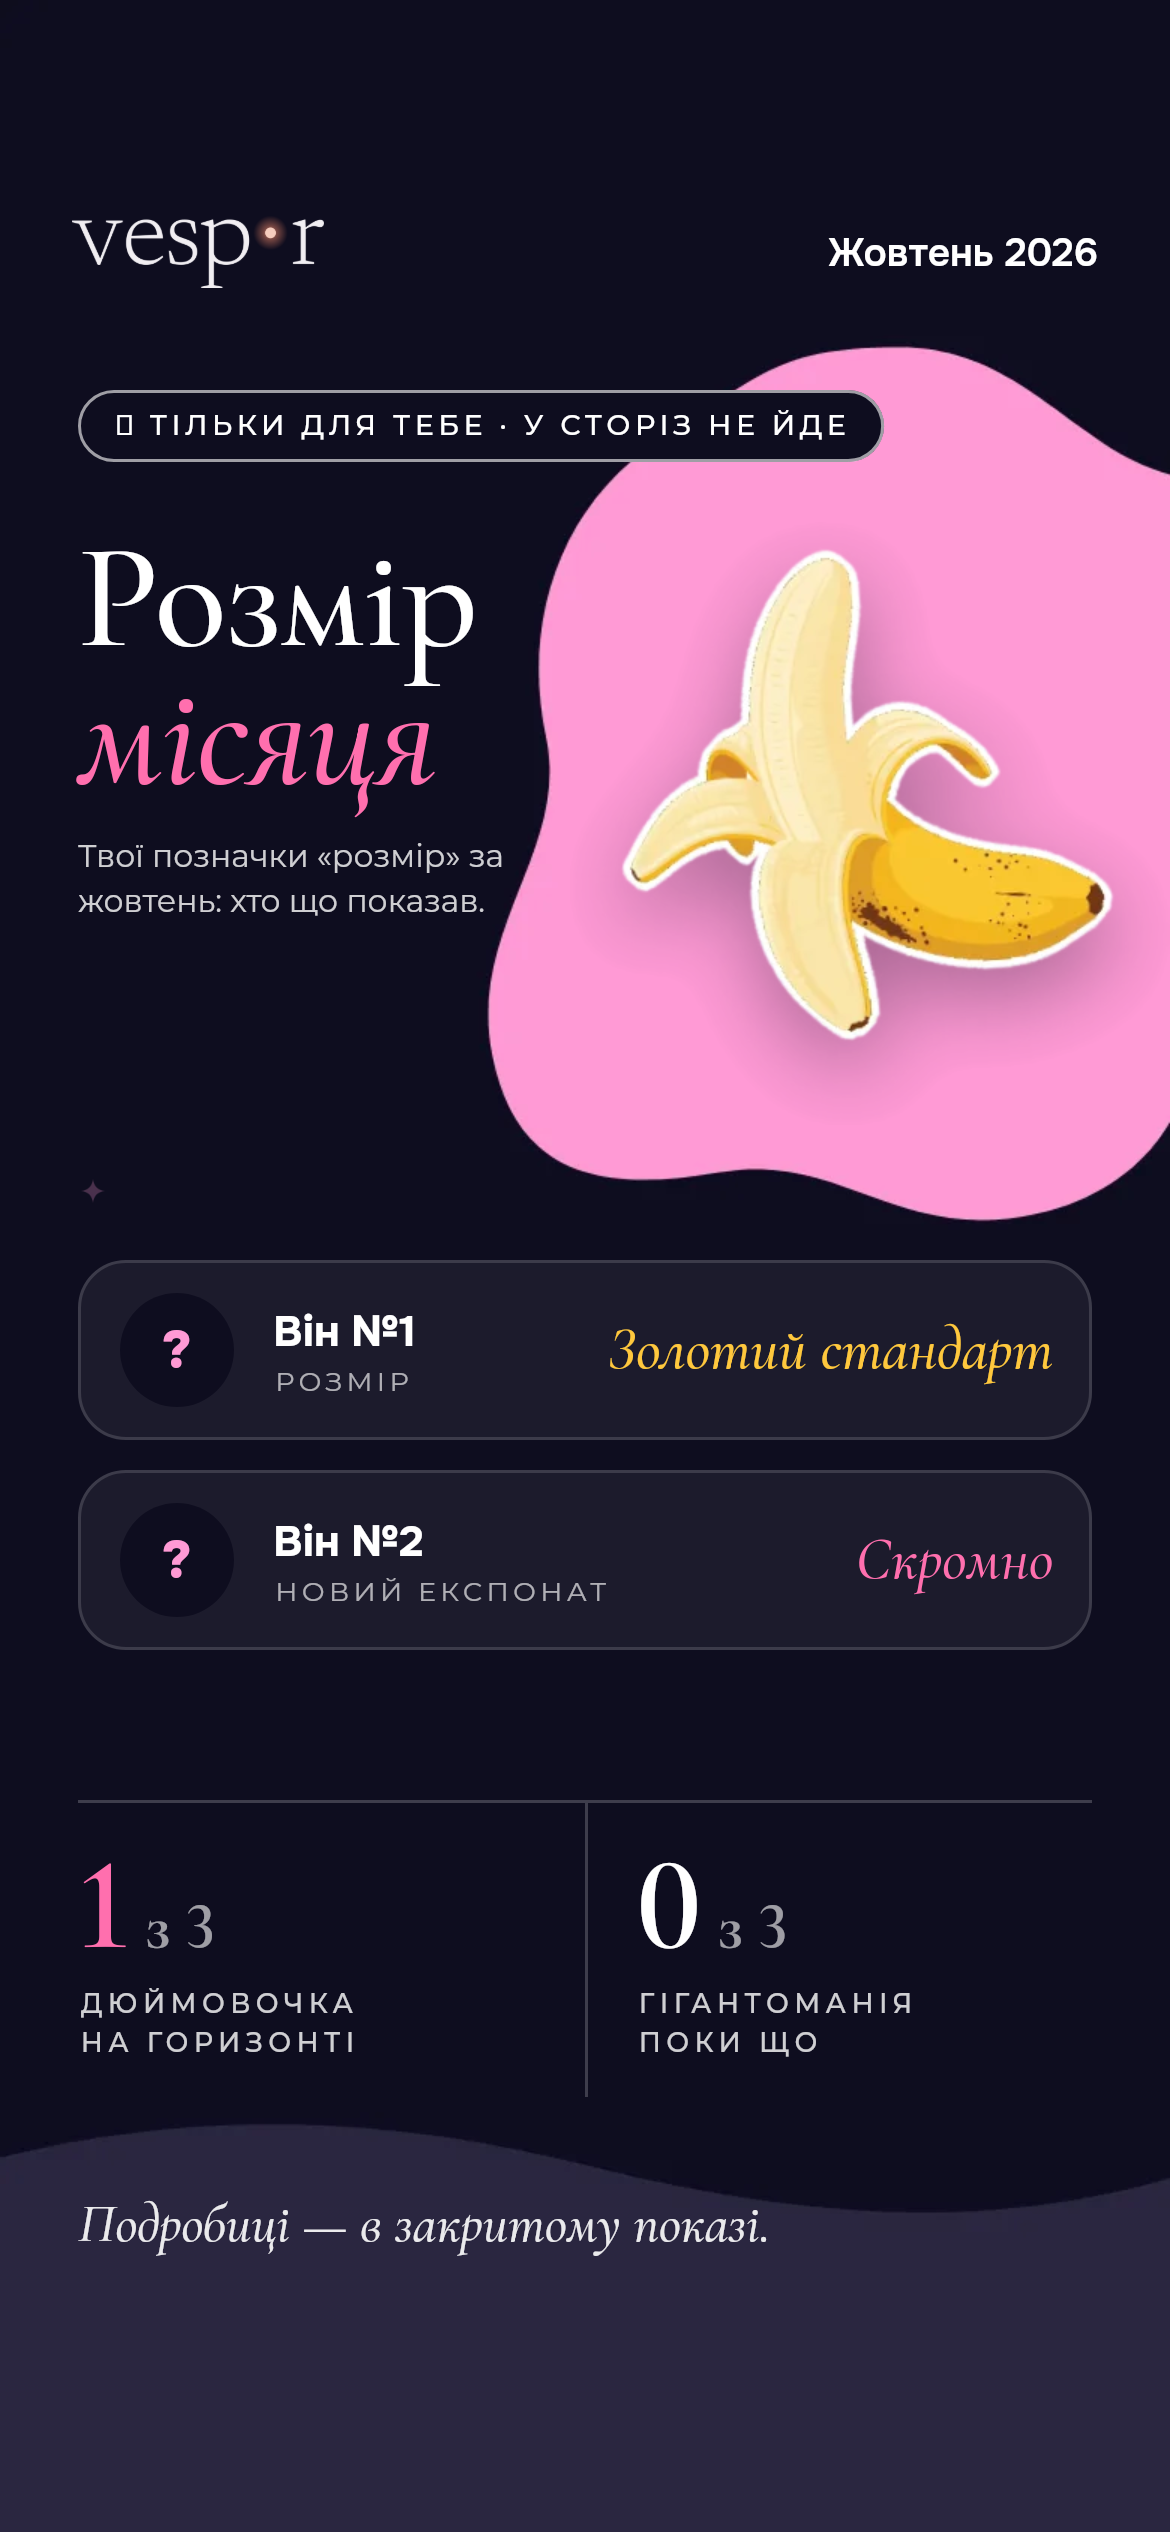 vesp·r
Жовтень 2026
ТІЛЬКИ ДЛЯ ТЕБЕ · У СТОРІЗ НЕ ЙДЕ
Розмір
місяця
Твої позначки «розмір» за
жовтень: хто що показав.
?
Він №1
РОЗМІР
Золотий стандарт
?
Він №2
НОВИЙ ЕКСПОНАТ
Скромно
1 з 3
ДЮЙМОВОЧКА
НА ГОРИЗОНТІ
0 з 3
ГІГАНТОМАНІЯ
ПОКИ ЩО
Подробиці — в закритому показі.